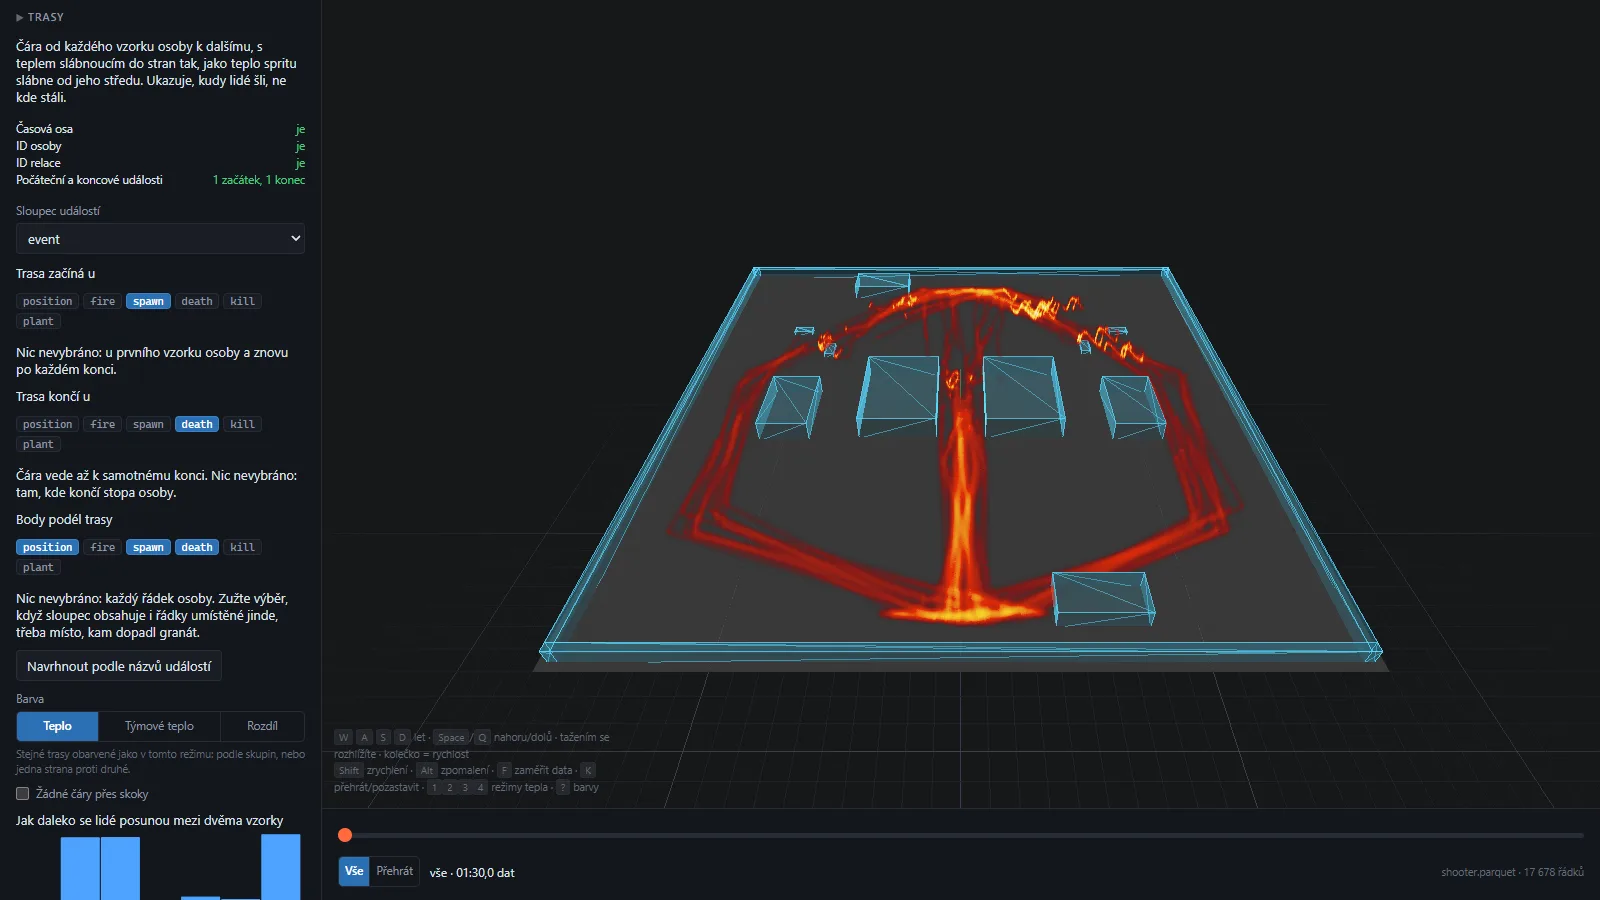 TRASY
Čára od každého vzorku osoby k dalšímu, s
teplem slábnoucím do stran tak, jako teplo spritu
slábne od jeho středu. Ukazuje, kudy lidé šli, ne
kde stáli.
Časová osa je
ID osoby je
ID relace je
Počáteční a koncové události 1 začátek, 1 konec
Sloupec událostí
event
Trasa začíná u
position fire spawn death kill
plant
Nic nevybráno: u prvního vzorku osoby a znovu
po každém konci.
Trasa končí u
position fire spawn death kill
plant
Čára vede až k samotnému konci. Nic nevybráno:
tam, kde končí stopa osoby.
Body podél trasy
position fire spawn death kill
plant
Nic nevybráno: každý řádek osoby. Zužte výběr,
když sloupec obsahuje i řádky umístěné jinde,
třeba místo, kam dopadl granát.
Navrhnout podle názvů událostí
Barva
Teplo Týmové teplo Rozdíl
Stejné trasy obarvené jako v tomto režimu: podle skupin, nebo
jedna strana proti druhé.
Žádné čáry přes skoky
Jak daleko se lidé posunou mezi dvěma vzorky
W A S D let · Space / Q nahoru/dolů · tažením se
rozhlížíte · kolečko = rychlost
Shift zrychlení · Alt zpomalení · F zaměřit data · K
přehrát/pozastavit · 1 2 3 4 režimy tepla · ? barvy
Vše Přehrát vše · 01:30,0 dat
shooter.parquet · 17 678 řádků